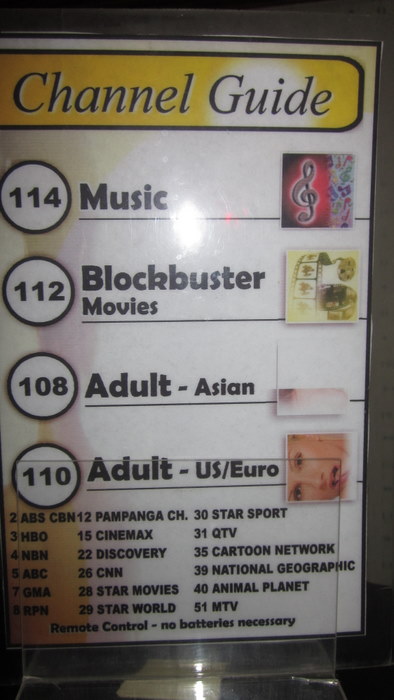 Channel Guide
114 Music
112 Blockbuster
Movies
108 Adult - Asian
110 Adult - US/Euro
2 ABS CBN 12 PAMPANGA CH. 30 STAR SPORT
3 HBO 15 CINEMAX 31 QTV
4 NBN 22 DISCOVERY 35 CARTOON NETWORK
5 ABC 26 CNN 39 NATIONAL GEOGRAPHIC
7 GMA 28 STAR MOVIES 40 ANIMAL PLANET
8 RPN 29 STAR WORLD 51 MTV
Remote Control - no batteries necessary